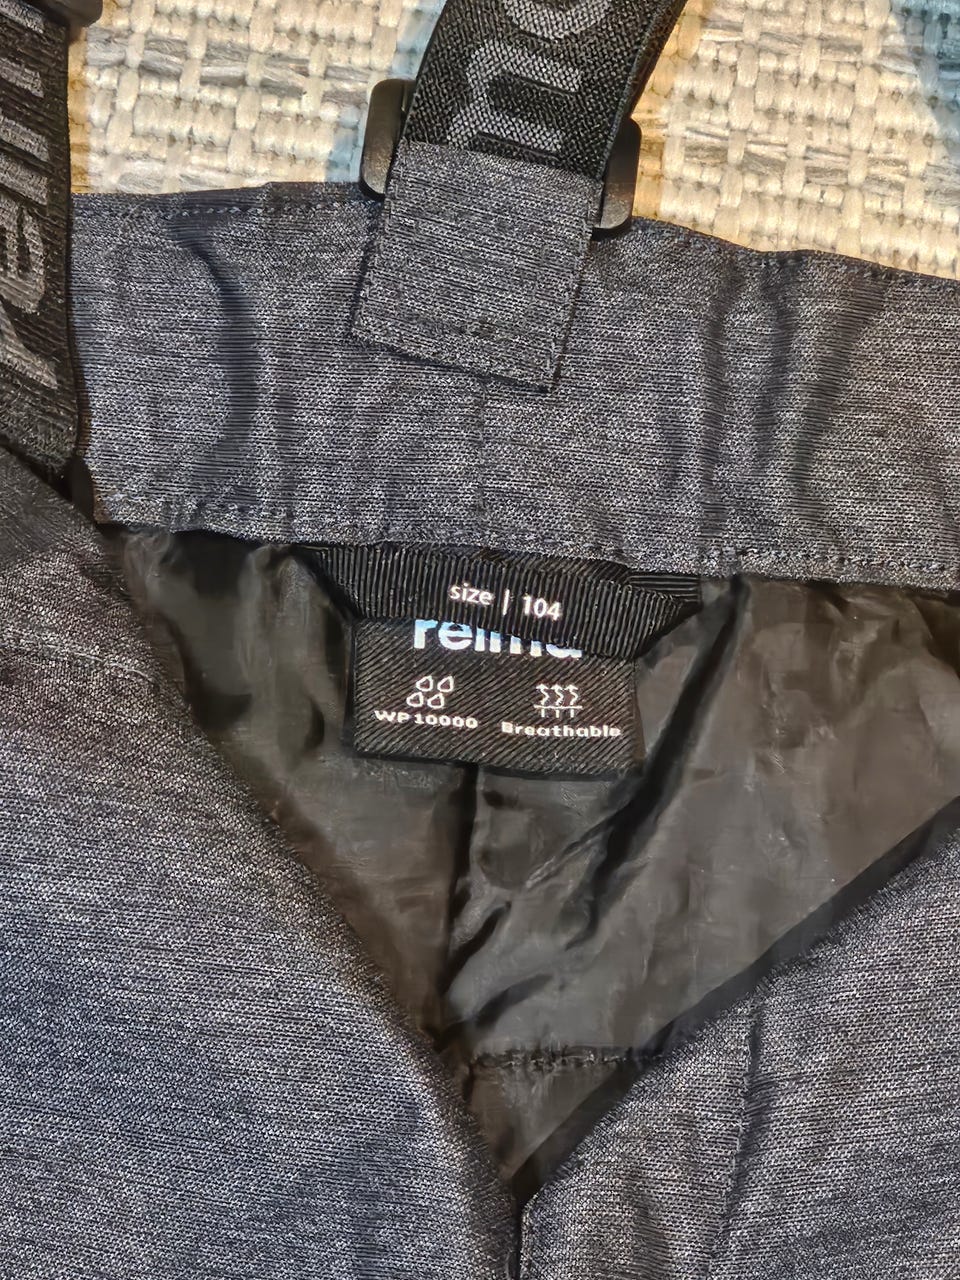 size | 104
reima
WP 10000
Breathable